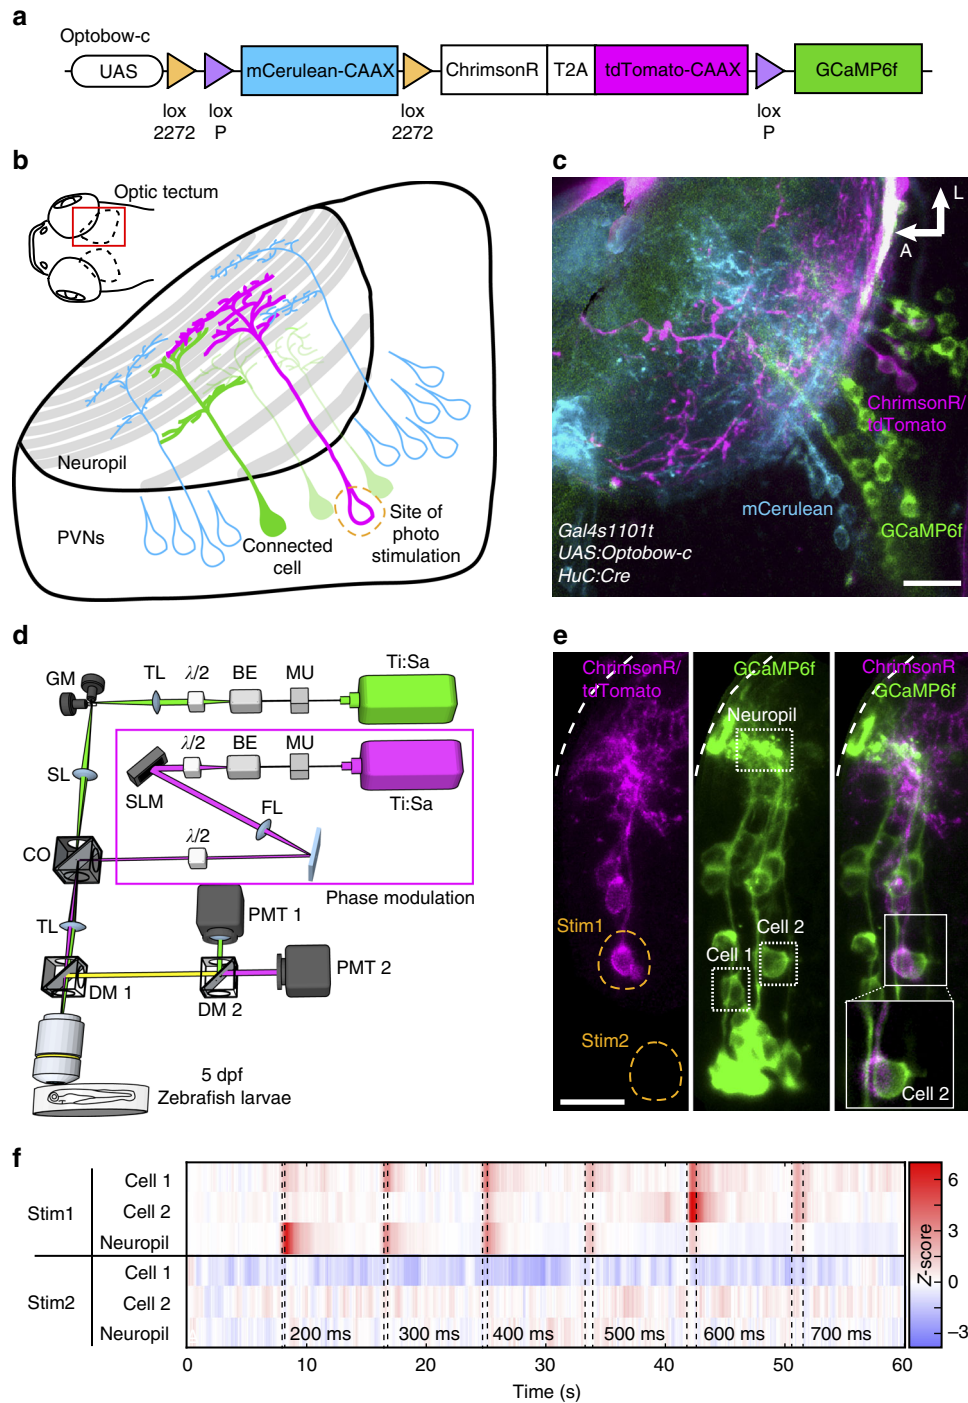 a
Optobow-c
UAS
mCerulean-CAAX
ChrimsonR
T2A
tdTomato-CAAX
GCaMP6f
lox
2272
lox
P
lox
2272
lox
P
b
Optic tectum
Neuropil
PVNs
Connected
cell
Site of
photo
stimulation
c
L
A
ChrimsonR/
tdTomato
mCerulean
GCaMP6f
Gal4s1101t
UAS:Optobow-c
HuC:Cre
d
GM
TL
λ/2
BE
MU
Ti:Sa
SL
λ/2
BE
MU
SLM
Ti:Sa
FL
CO
λ/2
Phase modulation
TL
PMT 1
PMT 2
DM 1
DM 2
5 dpf
Zebrafish larvae
e
ChrimsonR/
tdTomato
GCaMP6f
ChrimsonR
GCaMP6f
Neuropil
Stim1
Cell 1
Cell 2
Stim2
Cell 2
f
Stim1
Cell 1
Cell 2
Neuropil
Stim2
Cell 1
Cell 2
Neuropil
200 ms
300 ms
400 ms
500 ms
600 ms
700 ms
0
10
20
30
40
50
60
Time (s)
6
3
0
−3
Z-score